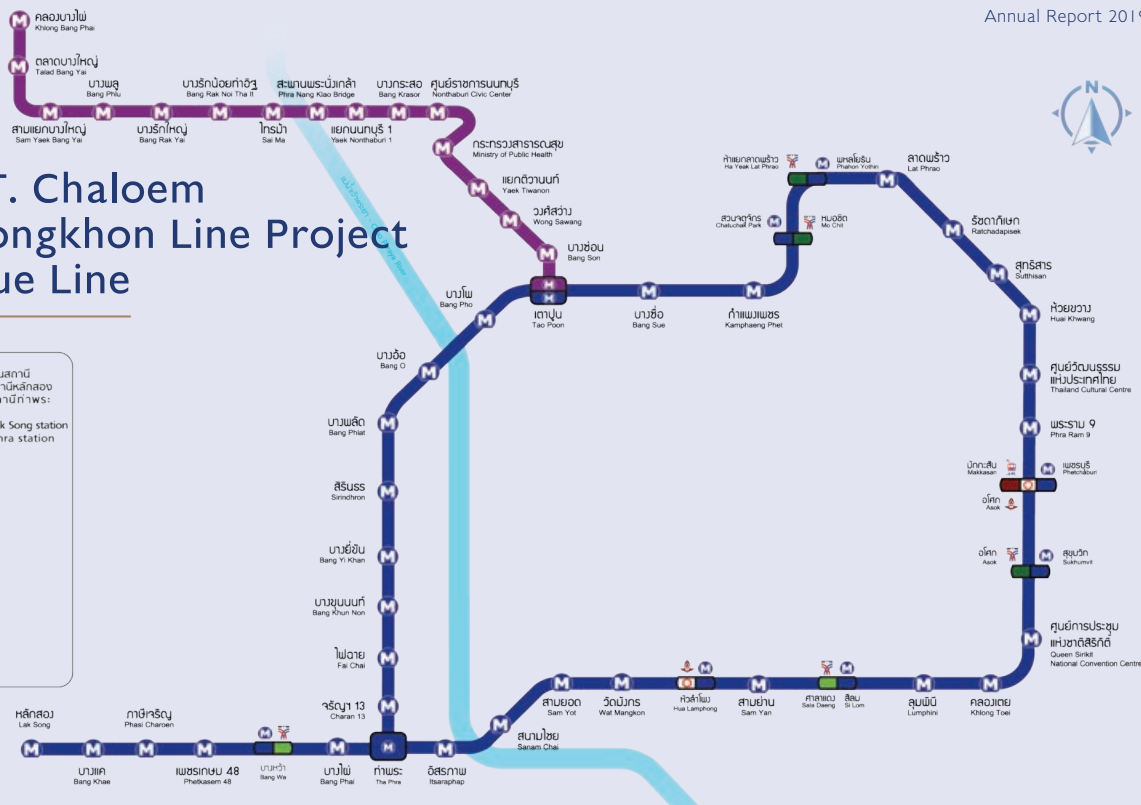 Annual Report 2019
คลองบางไผ่
Khlong Bang Phai
ตลาดบางใหญ่
Talad Bang Yai
บางพลู
Bang Phlu
บางรักน้อยท่าอิฐ
Bang Rak Noi Tha It
สะพานพระนั่งเกล้า
Phra Nang Klao Bridge
บางกระสอ
Bang Krasor
ศูนย์ราชการนนทบุรี
Nonthaburi Civic Center
สามแยกบางใหญ่
Sam Yaek Bang Yai
บางรักใหญ่
Bang Rak Yai
ไทรม้า
Sai Ma
แยกนนทบุรี 1
Yaek Northaburi 1
กระทรวงสาธารณสุข
Ministry of Public Health
แยกติวานนท์
Yaek Tiwanon
วงศ์สว่าง
Wong Sawang
บางซ่อน
Bang Son
N
T. Chaloem
ongkhon Line Project
ue Line
ห้าแยกลาดพร้าว
Ha Yeak Lat Phrao
พหลโยธิน
Phahon Yothin
ลาดพร้าว
Lat Phrao
สวนจตุจักร
Chatuchak Park
หมอชิต
Mo Chit
รัชดาภิเษก
Ratchadapisek
สุทธิสาร
Sutthisan
บางโพ
Bang Pho
เตาปูน
Tao Poon
บางซื่อ
Bang Sue
กำแพงเพชร
Kamphaeng Phet
ห้วยขวาง
Huai Khwang
บางอ้อ
Bang O
ศูนย์วัฒนธรรม
แห่งประเทศไทย
Thailand Cultural Centre
นสถานี
านีหลักสอง
านีท่าพระ
k Song station
hra station
บางพลัด
Bang Phlat
พระราม 9
Phra Ram 9
มักกะสัน
Makkasan
เพชรบุรี
Phetchaburi
อโศก
Asok
สิรินธร
Sirindhron
บางยี่ขัน
Bang Yi Khan
อโศก
Asok
สุขุมวิท
Sukhumvit
บางขุนนนท์
Bang Khun Non
ศูนย์การประชุม
แห่งชาติสิริกิติ์
Queen Sirikit
National Convention Centre
ไฟฉาย
Fai Chai
จรัญฯ 13
Charan 13
สามยอด
Sam Yot
วัดมังกร
Wat Mangkon
หัวลำโพง
Hua Lamphong
สามย่าน
Sam Yan
ศาลาแดง
Sala Daeng
สีลม
Si Lom
ลุมพินี
Lumphini
คลองเตย
Khlong Toei
สนามไชย
Sanam Chai
หลักสอง
Lak Song
ภาษีเจริญ
Phasi Charoen
บางแค
Bang Khae
เพชรเกษม 48
Phetkasem 48
บางหว้า
Bang Wa
บางไผ่
Bang Phai
ท่าพระ
Tha Phra
อิสรภาพ
Itsaraphap